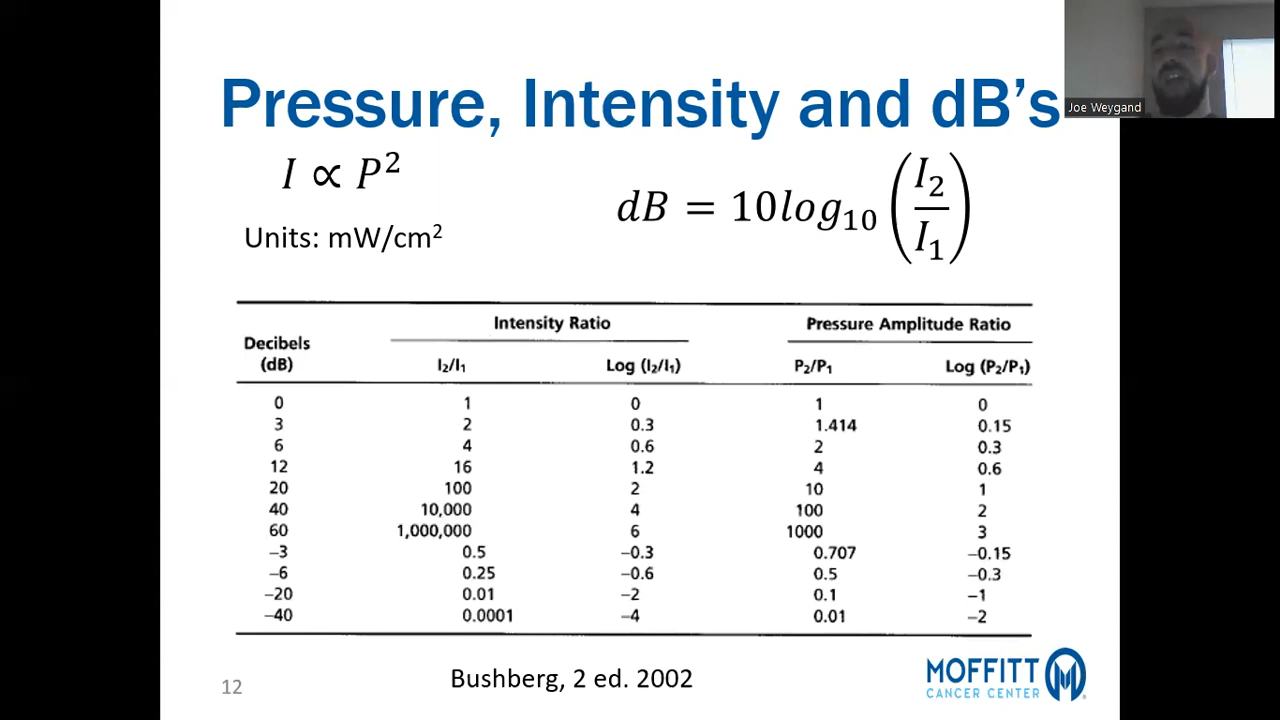 Pressure, Intensity and dB's
Joe Weygand
I ∝ P²
dB = 10log₁₀ (I₂/I₁)
Units: mW/cm²
Intensity Ratio Pressure Amplitude Ratio
Decibels
(dB) I₂/I₁ Log (I₂/I₁) P₂/P₁ Log (P₂/P₁)
0 1 0 1 0
3 2 0.3 1.414 0.15
6 4 0.6 2 0.3
12 16 1.2 4 0.6
20 100 2 10 1
40 10,000 4 100 2
60 1,000,000 6 1000 3
−3 0.5 −0.3 0.707 −0.15
−6 0.25 −0.6 0.5 −0.3
−20 0.01 −2 0.1 −1
−40 0.0001 −4 0.01 −2
12
Bushberg, 2 ed. 2002
MOFFITT
CANCER CENTER